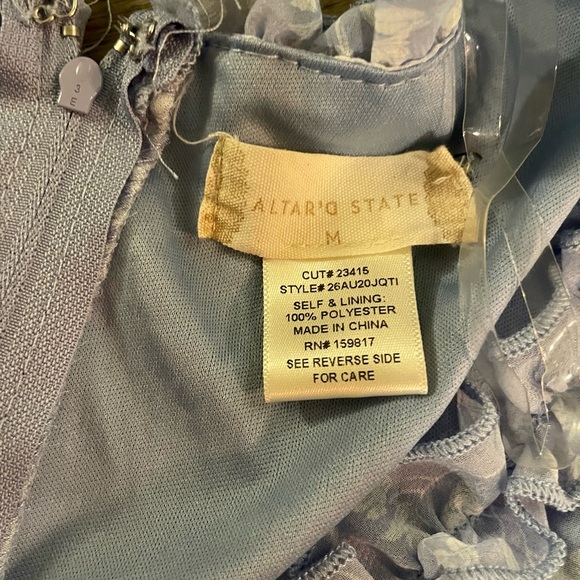 ALTAR'D STATE
M
CUT# 23415
STYLE# 26AU20JQTI
SELF & LINING:
100% POLYESTER
MADE IN CHINA
RN# 159817
SEE REVERSE SIDE
FOR CARE